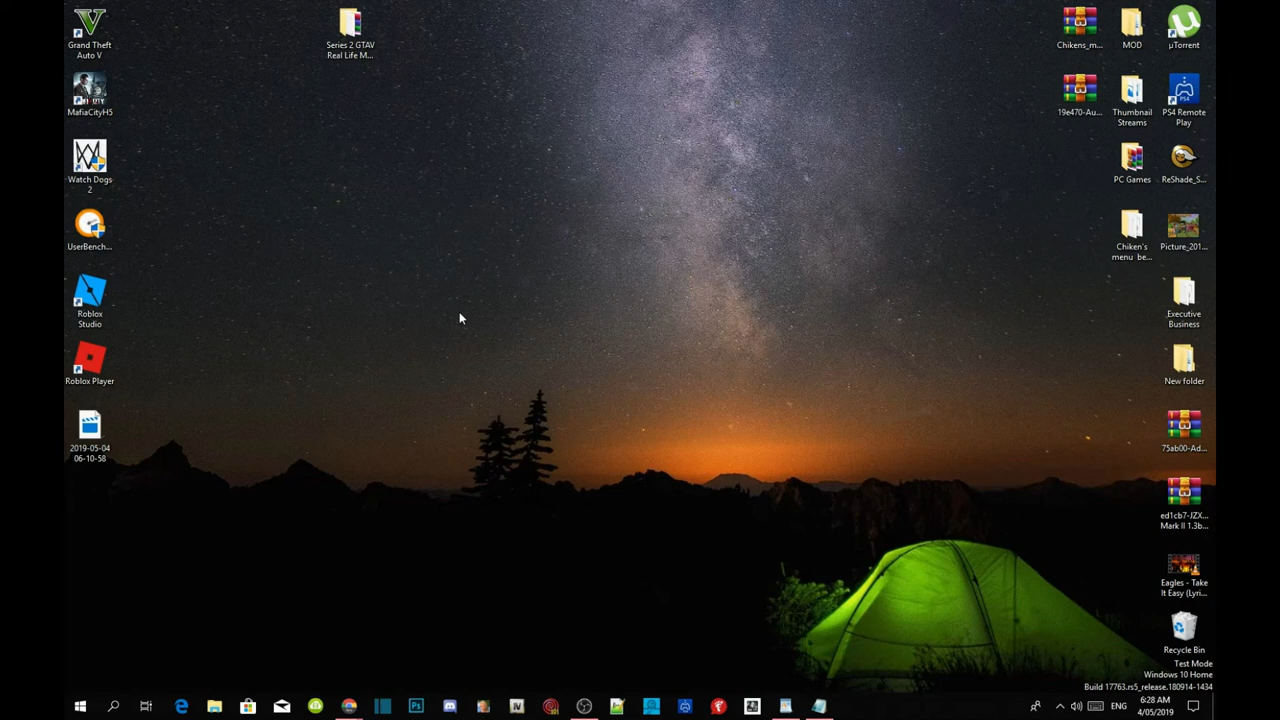 Grand Theft
Auto V
MafiaCityH5
Watch Dogs
2
UserBench...
Roblox
Studio
Roblox Player
2019-05-04
06-10-58
Series 2 GTAV
Real Life M...
Chikens_m...
MOD
µTorrent
19e470-Au...
Thumbnail
Streams
PS4 Remote
Play
PC Games
ReShade_S...
Chiken's
menu be...
Picture_201...
Executive
Business
New folder
75ab00-Ad...
ed1cb7-JZX...
Mark II 1.3b...
Eagles - Take
It Easy (Lyri...
Recycle Bin
Test Mode
Windows 10 Home
Build 17763.rs5_release.180914-1434
ENG
6:28 AM
4/05/2019